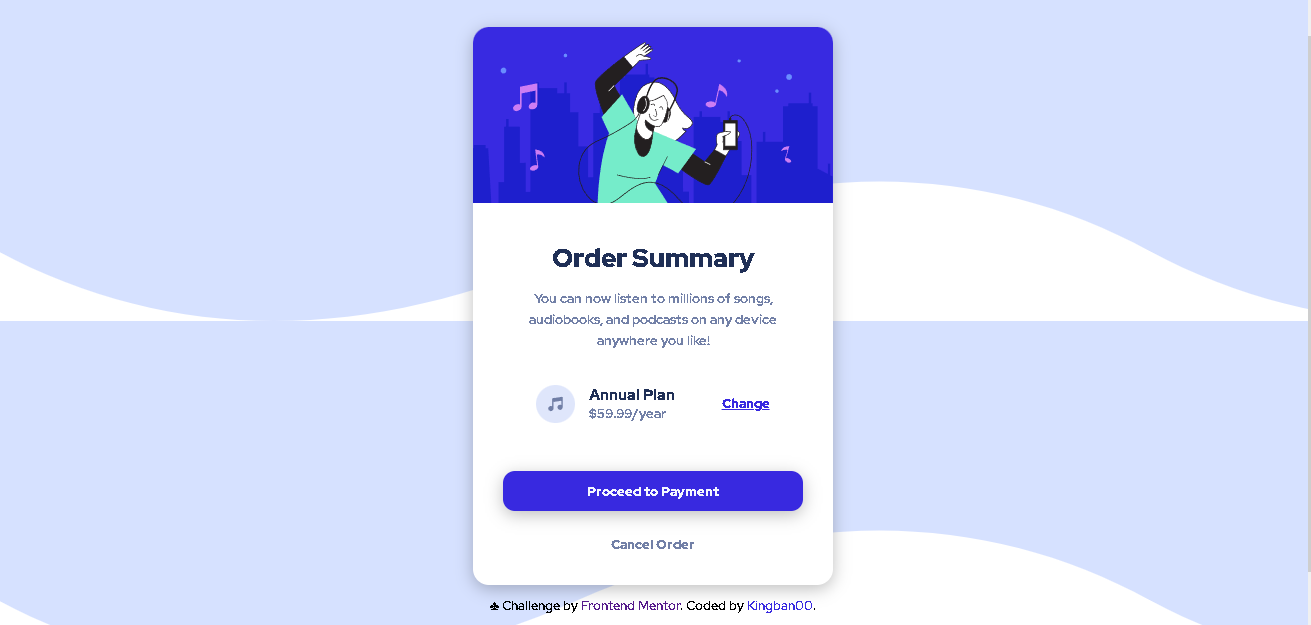 Order Summary
You can now listen to millions of songs,
audiobooks, and podcasts on any device
anywhere you like!
Annual Plan
$59.99/year
Change
Proceed to Payment
Cancel Order
♣ Challenge by Frontend Mentor. Coded by Kingban00.